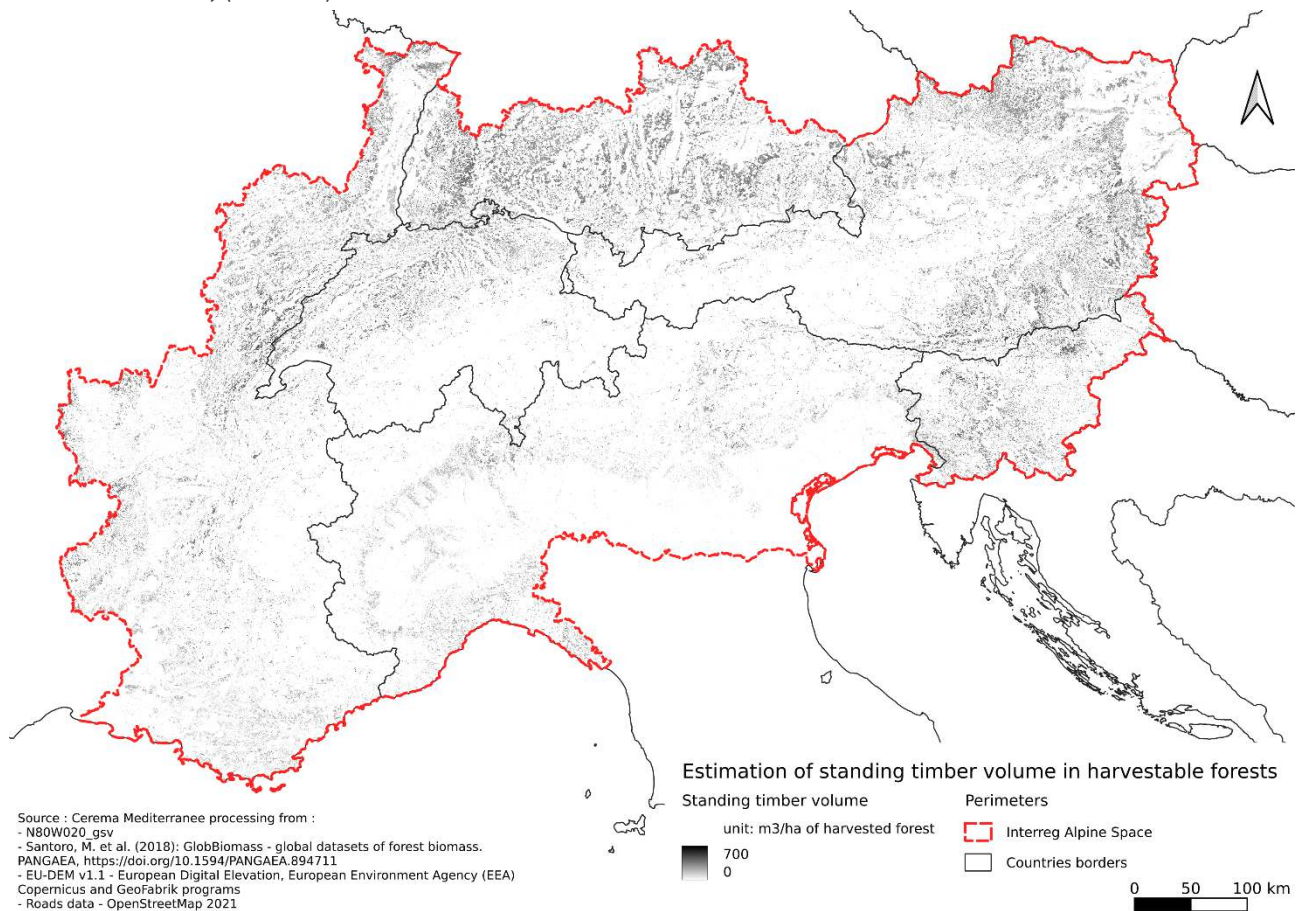 Estimation of standing timber volume in harvestable forests
Standing timber volume
unit: m3/ha of harvested forest
700
0
Perimeters
Interreg Alpine Space
Countries borders
0 50 100 km
Source : Cerema Mediterranee processing from :
- N80W020_gsv
- Santoro, M. et al. (2018): GlobBiomass - global datasets of forest biomass.
PANGAEA, https://doi.org/10.1594/PANGAEA.894711
- EU-DEM v1.1 - European Digital Elevation, European Environment Agency (EEA)
Copernicus and GeoFabrik programs
- Roads data - OpenStreetMap 2021